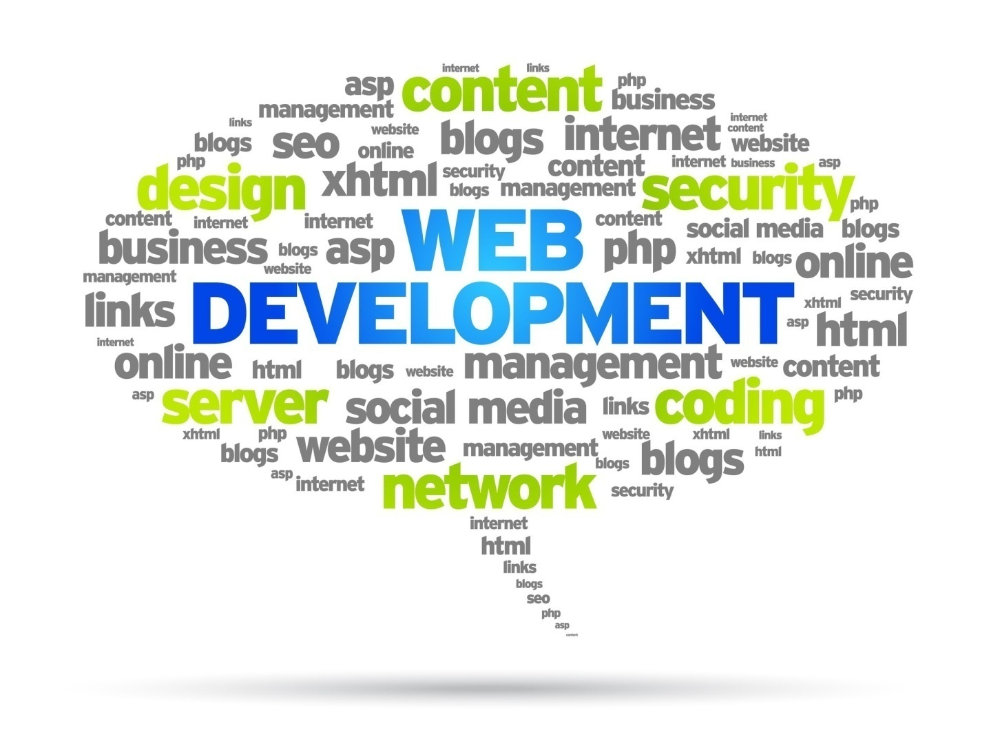 internet links
asp content php
management business
links website blogs internet internet
content
blogs seo online website
php xhtml security content internet business asp
design blogs management security php
content internet internet WEB content social media blogs
business blogs asp php xhtml blogs online
website
management
links DEVELOPMENT xhtml security
asp html
internet
online html blogs website management website content
asp server social media links coding php
xhtml php website website xhtml links
blogs management blogs blogs html
asp internet network security
internet
html
links
blogs
seo
php
asp
content